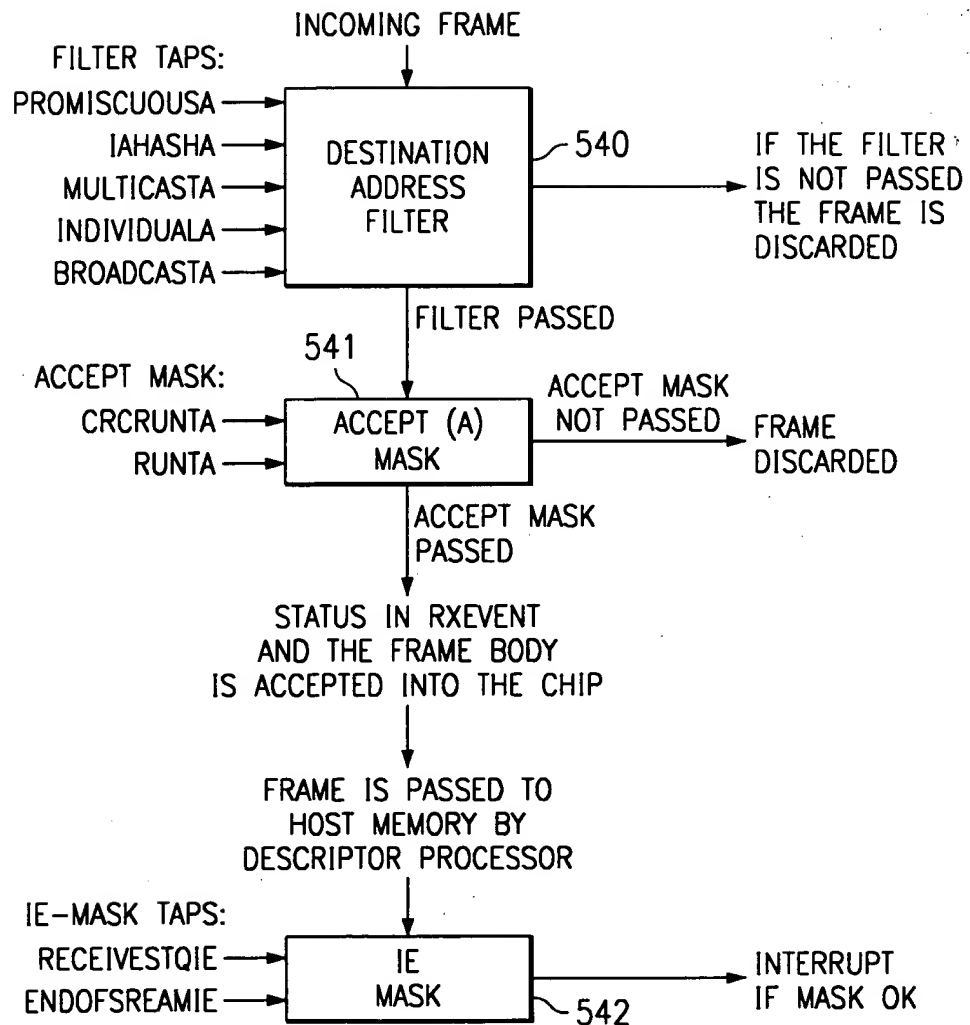 INCOMING FRAME
FILTER TAPS:
PROMISCUOUSA
IAHASHA
MULTICASTA
INDIVIDUALA
BROADCASTA
DESTINATION
ADDRESS
FILTER
540
IF THE FILTER
IS NOT PASSED
THE FRAME IS
DISCARDED
FILTER PASSED
541
ACCEPT MASK:
CRCRUNTA
RUNTA
ACCEPT (A)
MASK
ACCEPT MASK
NOT PASSED
FRAME
DISCARDED
ACCEPT MASK
PASSED
STATUS IN RXEVENT
AND THE FRAME BODY
IS ACCEPTED INTO THE CHIP
FRAME IS PASSED TO
HOST MEMORY BY
DESCRIPTOR PROCESSOR
IE-MASK TAPS:
RECEIVESTQIE
ENDOFSREAMIE
IE
MASK
542
INTERRUPT
IF MASK OK